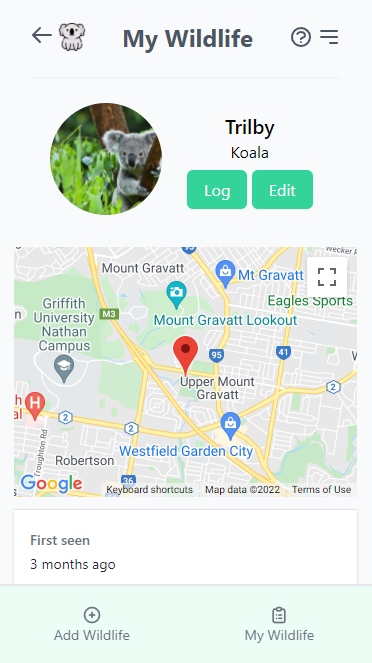 My Wildlife
Trilby
Koala
Log
Edit
Wecker R
Mount Gravatt
Mt Gravatt
Eagles Sports
Griffith
University
Nathan
Campus
M3
Mount Gravatt Lookout
95
41
Upper Mount
Gravatt
2
H
al
2
2
Troughton Rd
Westfield Garden City
Robertson
36
Google
Keyboard shortcuts
Map data ©2022
Terms of Use
First seen
3 months ago
Add Wildlife
My Wildlife